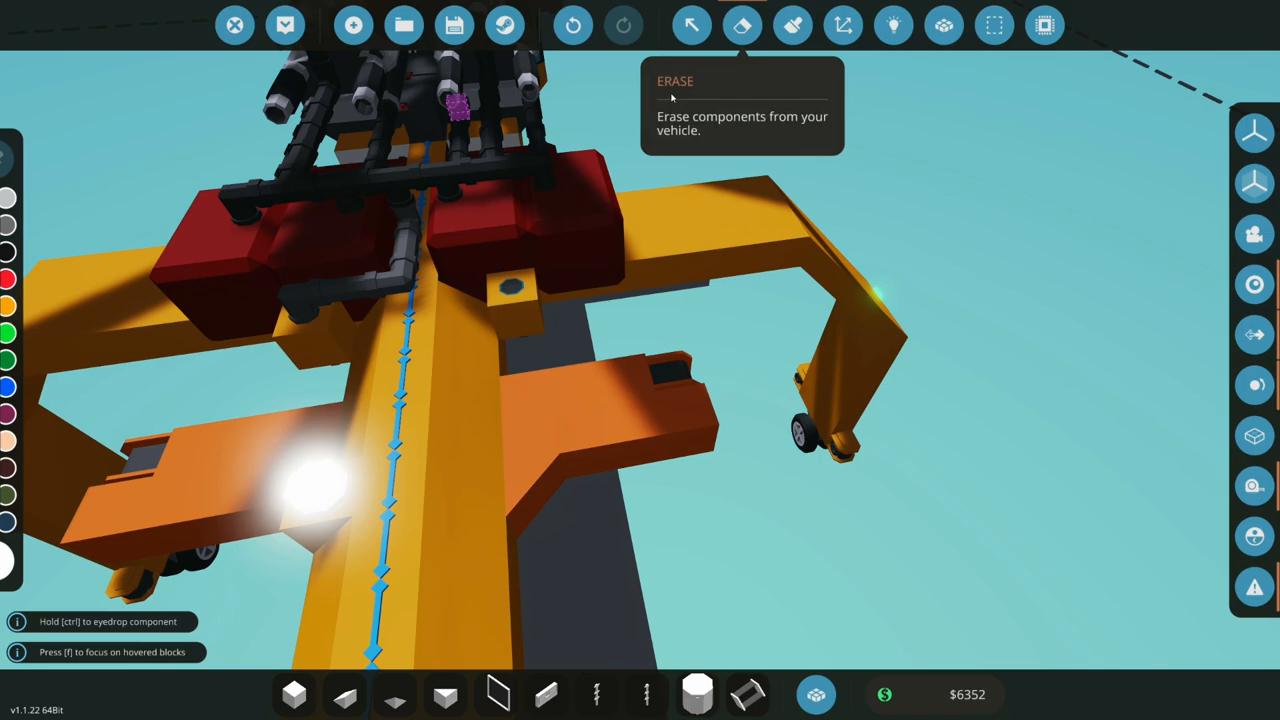 ERASE
Erase components from your
vehicle.
Hold [ctrl] to eyedrop component
Press [f] to focus on hovered blocks
$ $6352
v1.1.22 64Bit